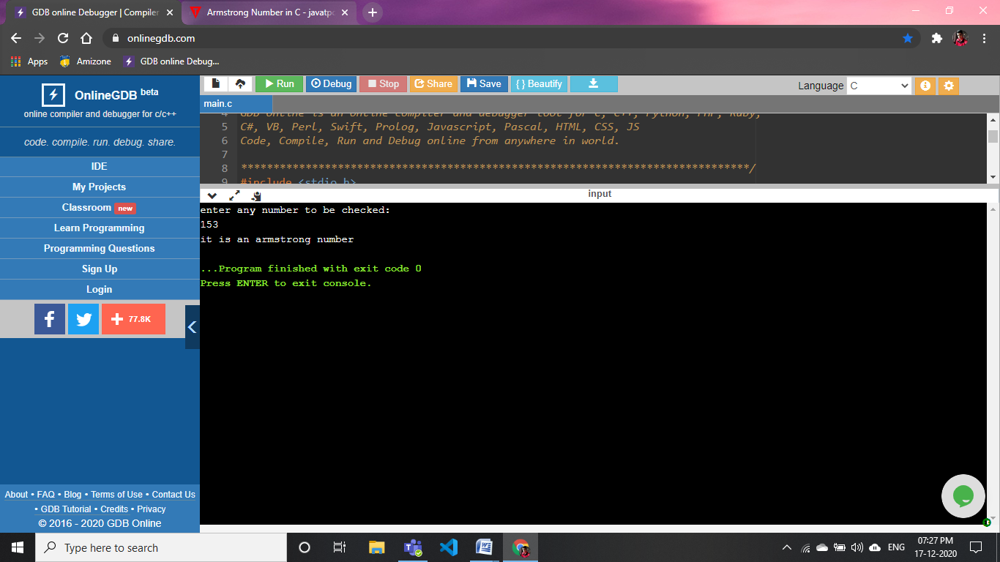 GDB online Debugger | Compiler
Armstrong Number in C - javatpo
onlinegdb.com
Apps
Amizone
GDB online Debug...
OnlineGDB beta
online compiler and debugger for c/c++
code. compile. run. debug. share.
IDE
My Projects
Classroom new
Learn Programming
Programming Questions
Sign Up
Login
77.8K
About • FAQ • Blog • Terms of Use • Contact Us
• GDB Tutorial • Credits • Privacy
© 2016 - 2020 GDB Online
Run
Debug
Stop
Share
Save
{ } Beautify
Language C
main.c
4 GDB online is an online compiler and debugger tool for C, C++, Python, PHP, Ruby,
5 C#, VB, Perl, Swift, Prolog, Javascript, Pascal, HTML, CSS, JS
6 Code, Compile, Run and Debug online from anywhere in world.
7
8 *******************************************************************************/
9 #include <stdio.h>
input
enter any number to be checked:
153
it is an armstrong number
...Program finished with exit code 0
Press ENTER to exit console.
Type here to search
ENG
07:27 PM
17-12-2020